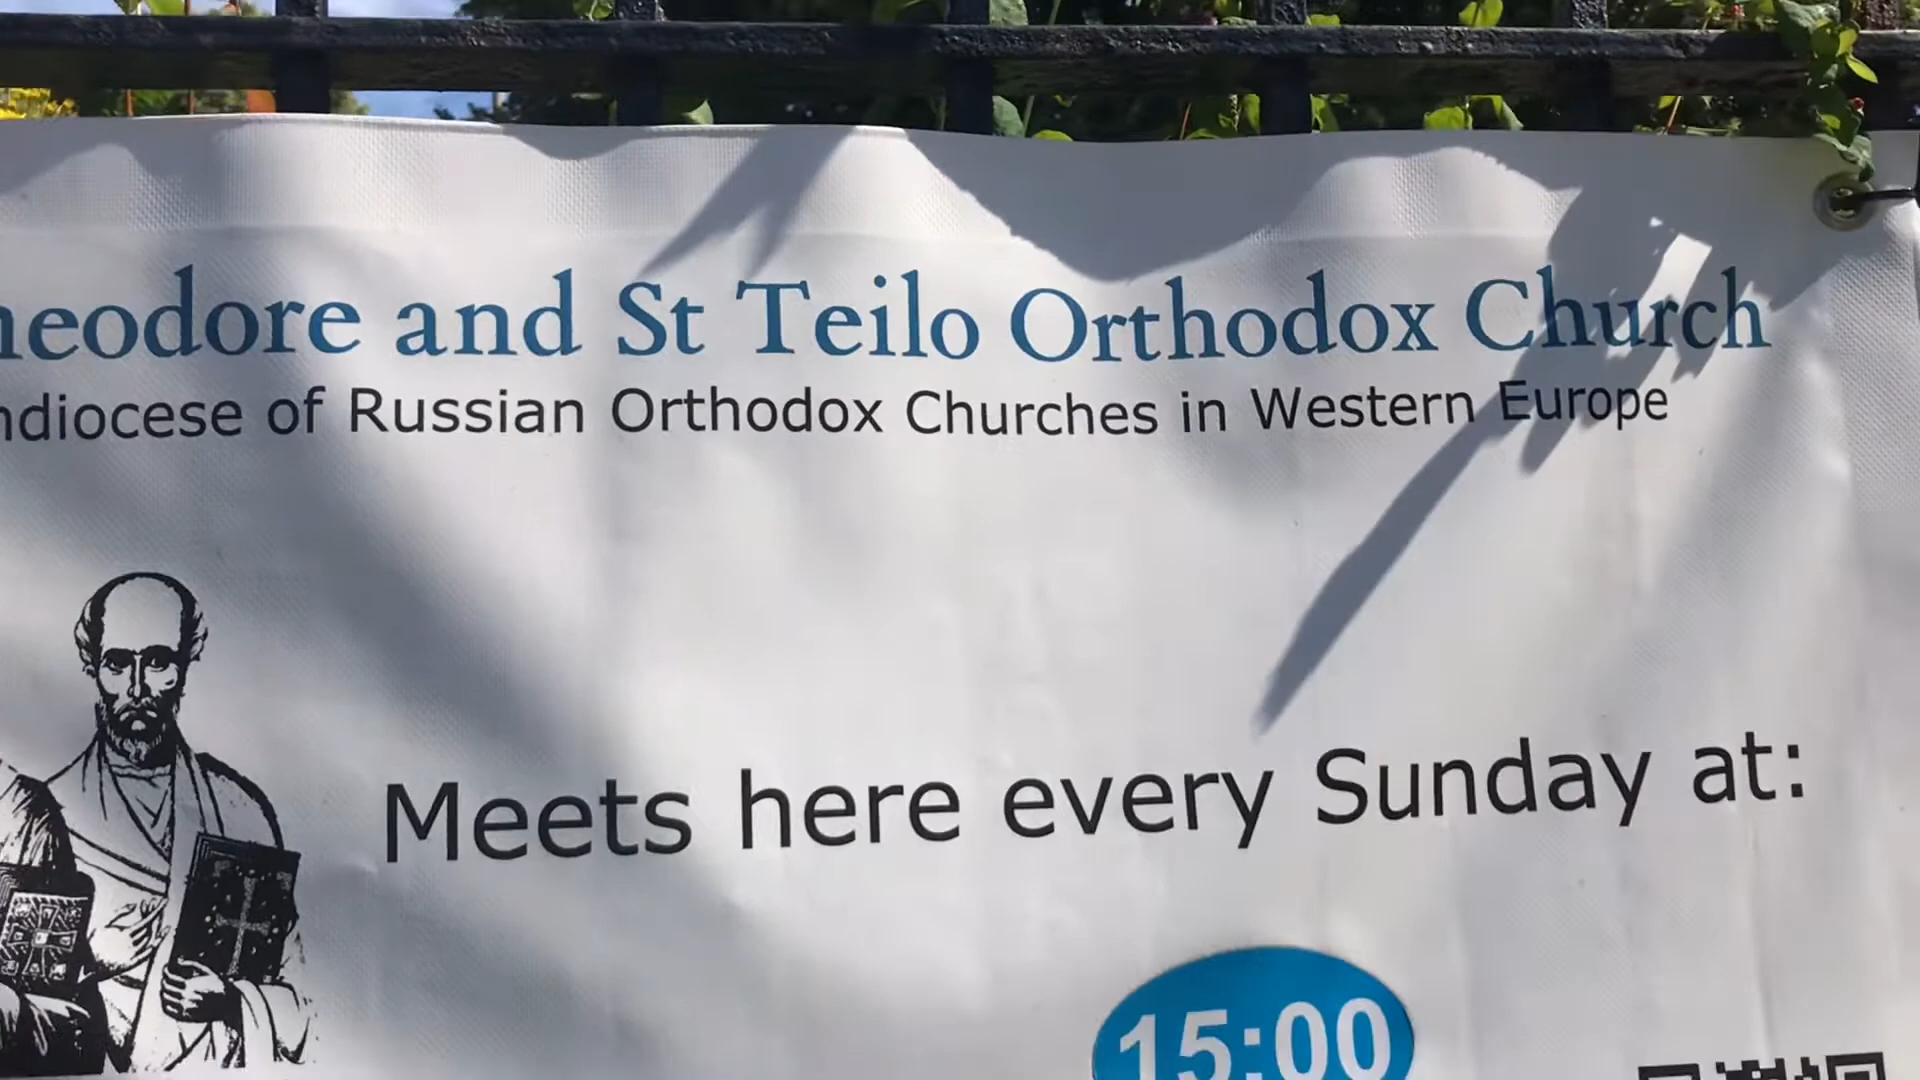 heodore and St Teilo Orthodox Church
ndiocese of Russian Orthodox Churches in Western Europe
Meets here every Sunday at:
15:00